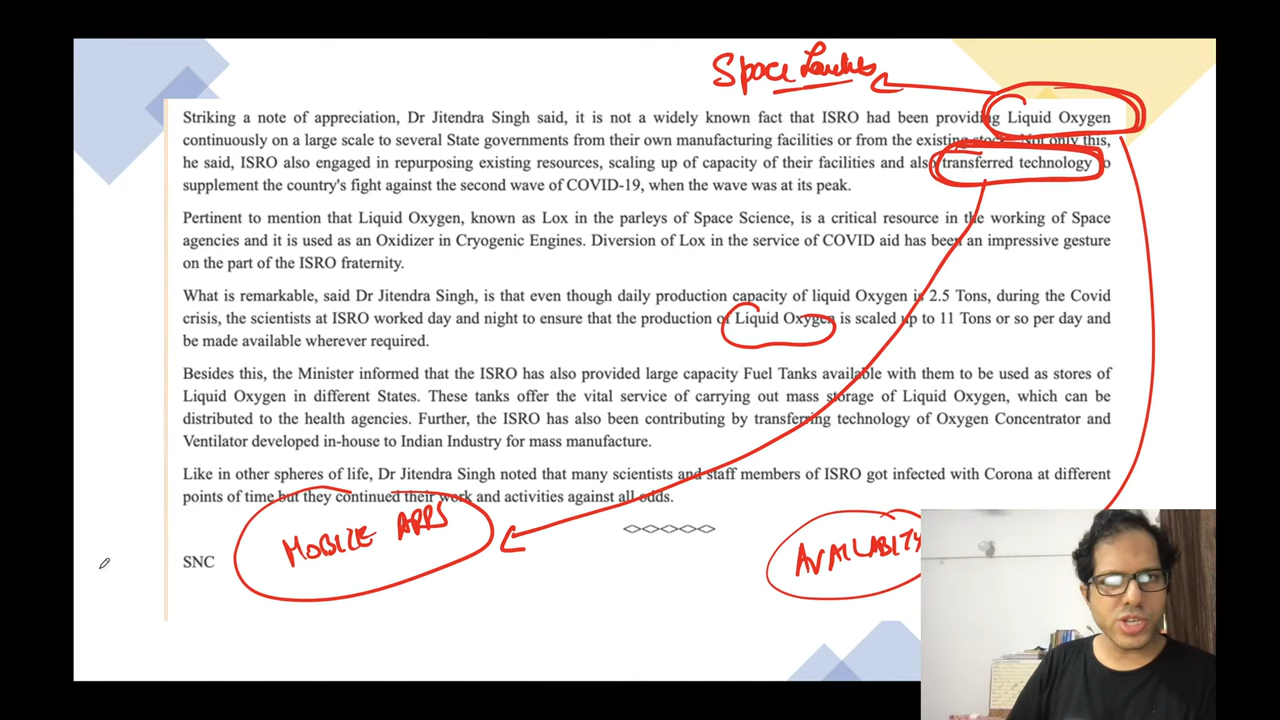 Space Lauches
Striking a note of appreciation, Dr Jitendra Singh said, it is not a widely known fact that ISRO had been providing Liquid Oxygen
continuously on a large scale to several State governments from their own manufacturing facilities or from the existing stock. Not only this,
he said, ISRO also engaged in repurposing existing resources, scaling up of capacity of their facilities and also transferred technology to
supplement the country's fight against the second wave of COVID-19, when the wave was at its peak.
Pertinent to mention that Liquid Oxygen, known as Lox in the parleys of Space Science, is a critical resource in the working of Space
agencies and it is used as an Oxidizer in Cryogenic Engines. Diversion of Lox in the service of COVID aid has been an impressive gesture
on the part of the ISRO fraternity.
What is remarkable, said Dr Jitendra Singh, is that even though daily production capacity of liquid Oxygen is 2.5 Tons, during the Covid
crisis, the scientists at ISRO worked day and night to ensure that the production of Liquid Oxygen is scaled up to 11 Tons or so per day and
be made available wherever required.
Besides this, the Minister informed that the ISRO has also provided large capacity Fuel Tanks available with them to be used as stores of
Liquid Oxygen in different States. These tanks offer the vital service of carrying out mass storage of Liquid Oxygen, which can be
distributed to the health agencies. Further, the ISRO has also been contributing by transferring technology of Oxygen Concentrator and
Ventilator developed in-house to Indian Industry for mass manufacture.
Like in other spheres of life, Dr Jitendra Singh noted that many scientists and staff members of ISRO got infected with Corona at different
points of time but they continued their work and activities against all odds.
MOBILE APPS
AVAILABITY
SNC